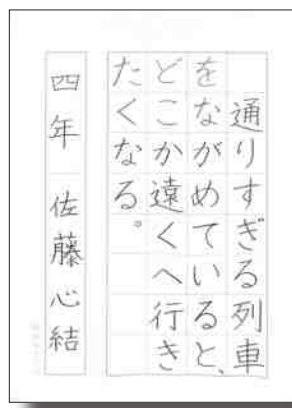 通りすぎる列車
をながめていると、
どこか遠くへ行き
たくなる。
四年 佐藤心結